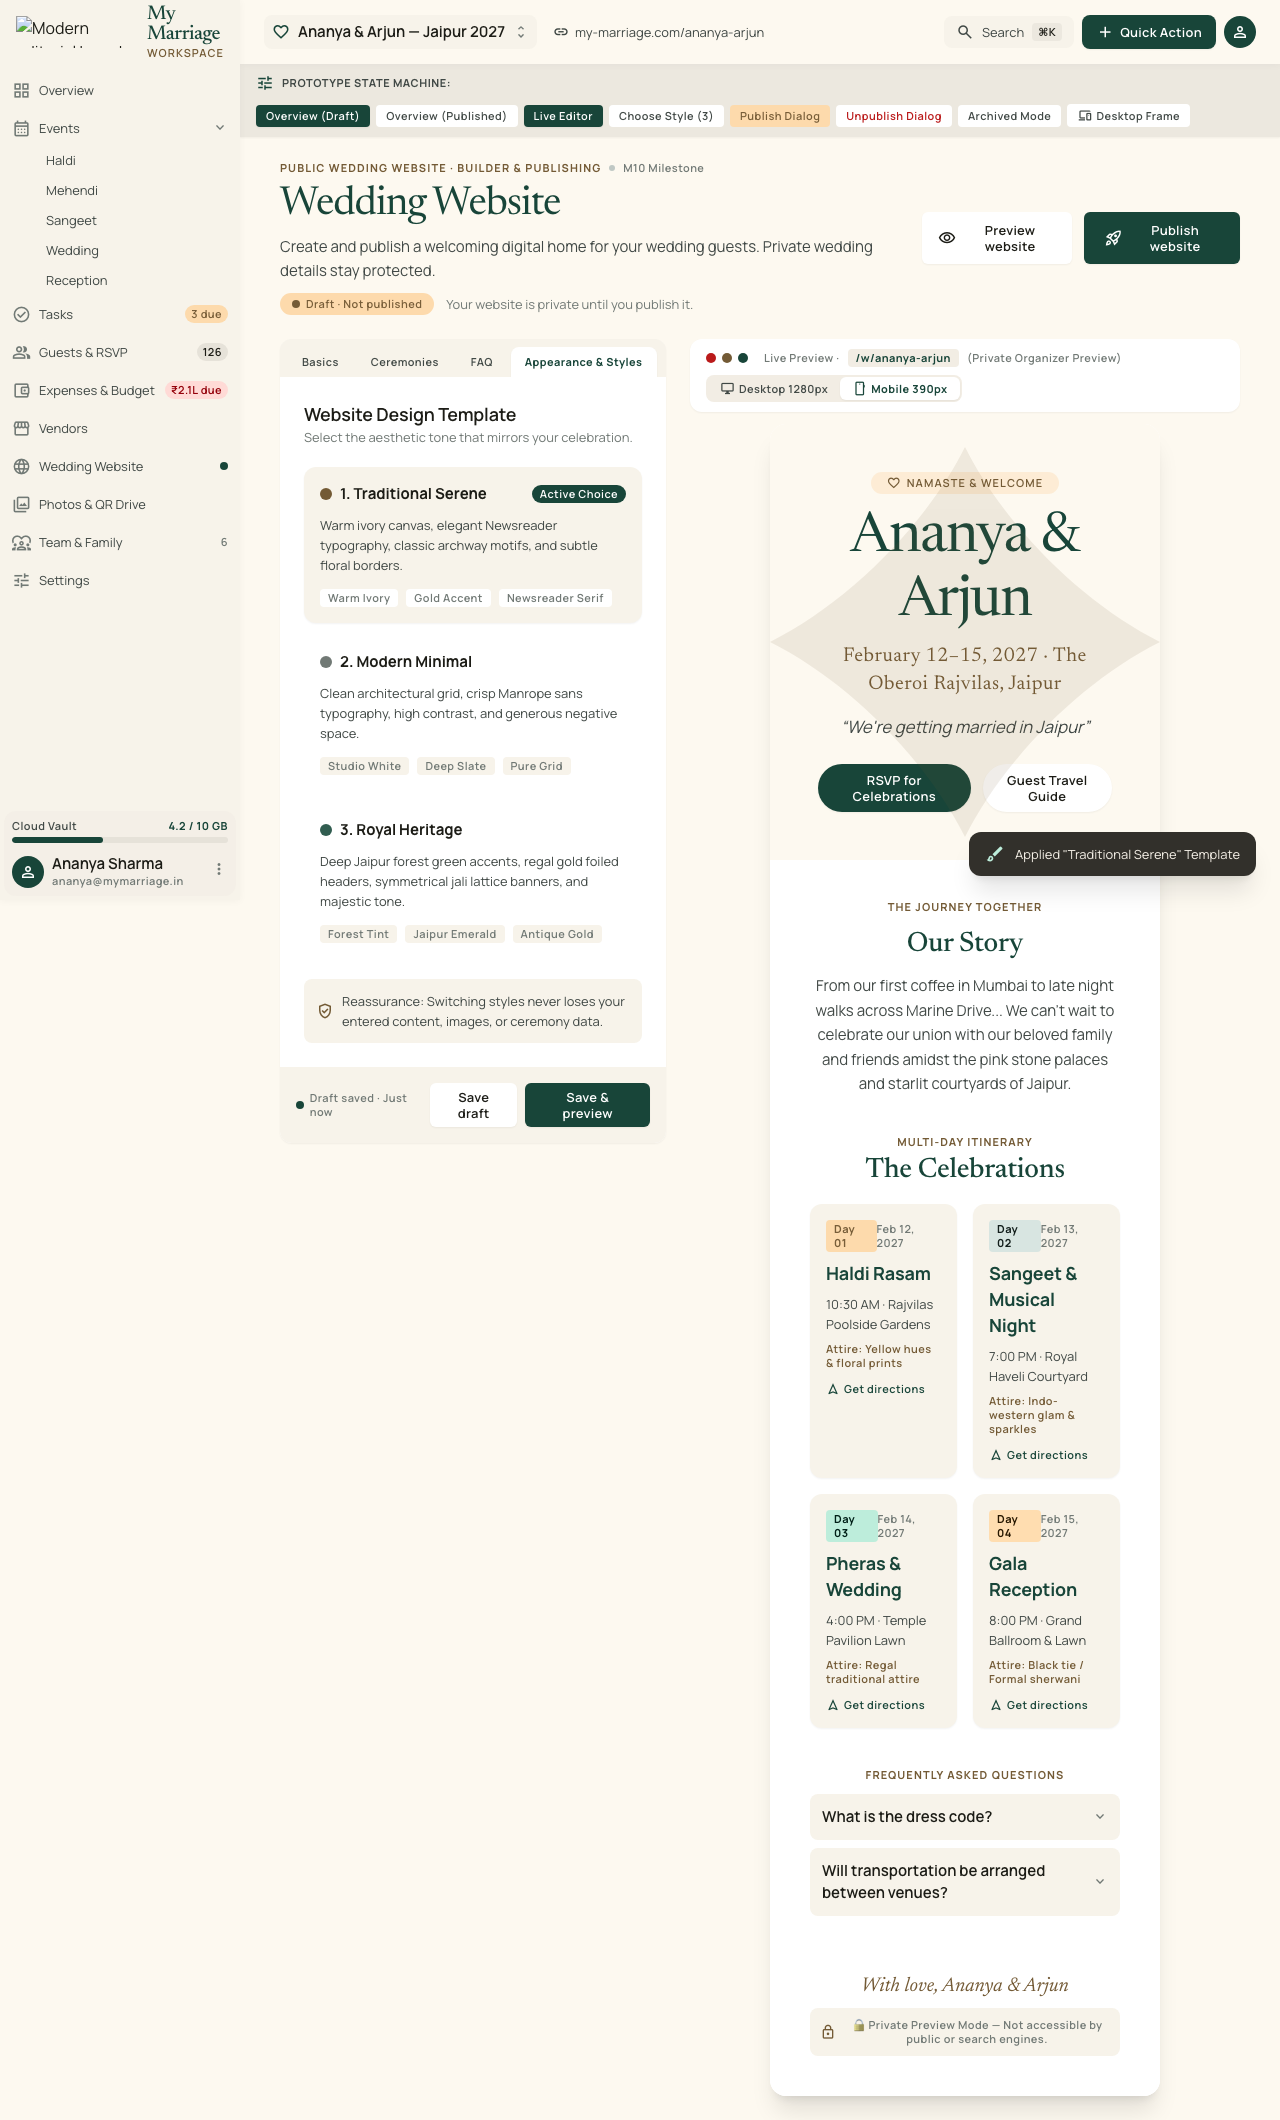 Modern
My
Marriage
WORKSPACE
Overview
Events
Haldi
Mehendi
Sangeet
Wedding
Reception
Tasks
3 due
Guests & RSVP
126
Expenses & Budget
₹2.1L due
Vendors
Wedding Website
Photos & QR Drive
Team & Family
6
Settings
Cloud Vault
4.2 / 10 GB
Ananya Sharma
ananya@mymarriage.in
Ananya & Arjun — Jaipur 2027
my-marriage.com/ananya-arjun
Search ⌘K
Quick Action
PROTOTYPE STATE MACHINE:
Overview (Draft)
Overview (Published)
Live Editor
Choose Style (3)
Publish Dialog
Unpublish Dialog
Archived Mode
Desktop Frame
PUBLIC WEDDING WEBSITE · BUILDER & PUBLISHING
M10 Milestone
Wedding Website
Create and publish a welcoming digital home for your wedding guests. Private wedding
details stay protected.
Draft · Not published
Your website is private until you publish it.
Preview
website
Publish
website
Basics
Ceremonies
FAQ
Appearance & Styles
Website Design Template
Select the aesthetic tone that mirrors your celebration.
1. Traditional Serene
Active Choice
Warm ivory canvas, elegant Newsreader
typography, classic archway motifs, and subtle
floral borders.
Warm Ivory
Gold Accent
Newsreader Serif
2. Modern Minimal
Clean architectural grid, crisp Manrope sans
typography, high contrast, and generous negative
space.
Studio White
Deep Slate
Pure Grid
3. Royal Heritage
Deep Jaipur forest green accents, regal gold foiled
headers, symmetrical jali lattice banners, and
majestic tone.
Forest Tint
Jaipur Emerald
Antique Gold
Reassurance: Switching styles never loses your
entered content, images, or ceremony data.
Draft saved · Just
now
Save
draft
Save &
preview
Live Preview ·
/w/ananya-arjun
(Private Organizer Preview)
Desktop 1280px
Mobile 390px
NAMASTE & WELCOME
Ananya &
Arjun
February 12–15, 2027 · The
Oberoi Rajvilas, Jaipur
“We're getting married in Jaipur”
RSVP for
Celebrations
Guest Travel
Guide
Applied "Traditional Serene" Template
THE JOURNEY TOGETHER
Our Story
From our first coffee in Mumbai to late night
walks across Marine Drive... We can't wait to
celebrate our union with our beloved family
and friends amidst the pink stone palaces
and starlit courtyards of Jaipur.
MULTI-DAY ITINERARY
The Celebrations
Day
01
Feb 12,
2027
Haldi Rasam
10:30 AM · Rajvilas
Poolside Gardens
Attire: Yellow hues
& floral prints
Get directions
Day
02
Feb 13,
2027
Sangeet &
Musical
Night
7:00 PM · Royal
Haveli Courtyard
Attire: Indo-
western glam &
sparkles
Get directions
Day
03
Feb 14,
2027
Pheras &
Wedding
4:00 PM · Temple
Pavilion Lawn
Attire: Regal
traditional attire
Get directions
Day
04
Feb 15,
2027
Gala
Reception
8:00 PM · Grand
Ballroom & Lawn
Attire: Black tie /
Formal sherwani
Get directions
FREQUENTLY ASKED QUESTIONS
What is the dress code?
Will transportation be arranged
between venues?
With love, Ananya & Arjun
🔒 Private Preview Mode — Not accessible by
public or search engines.